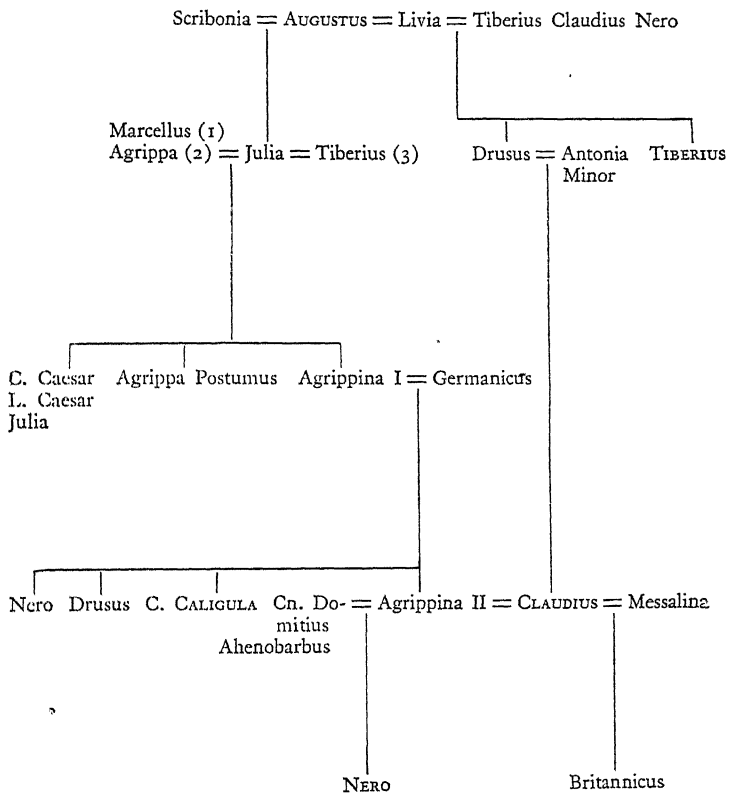 Scribonia = AUGUSTUS = Livia = Tiberius Claudius Nero
Marcellus (1)
Agrippa (2) = Julia = Tiberius (3)
Drusus = Antonia
Minor
TIBERIUS
C. Caesar
L. Caesar
Julia
Agrippa Postumus
Agrippina I = Germanicus
Nero
Drusus
C. CALIGULA
Cn. Do-
mitius
Ahenobarbus
= Agrippina II = CLAUDIUS = Messalina
NERO
Britannicus